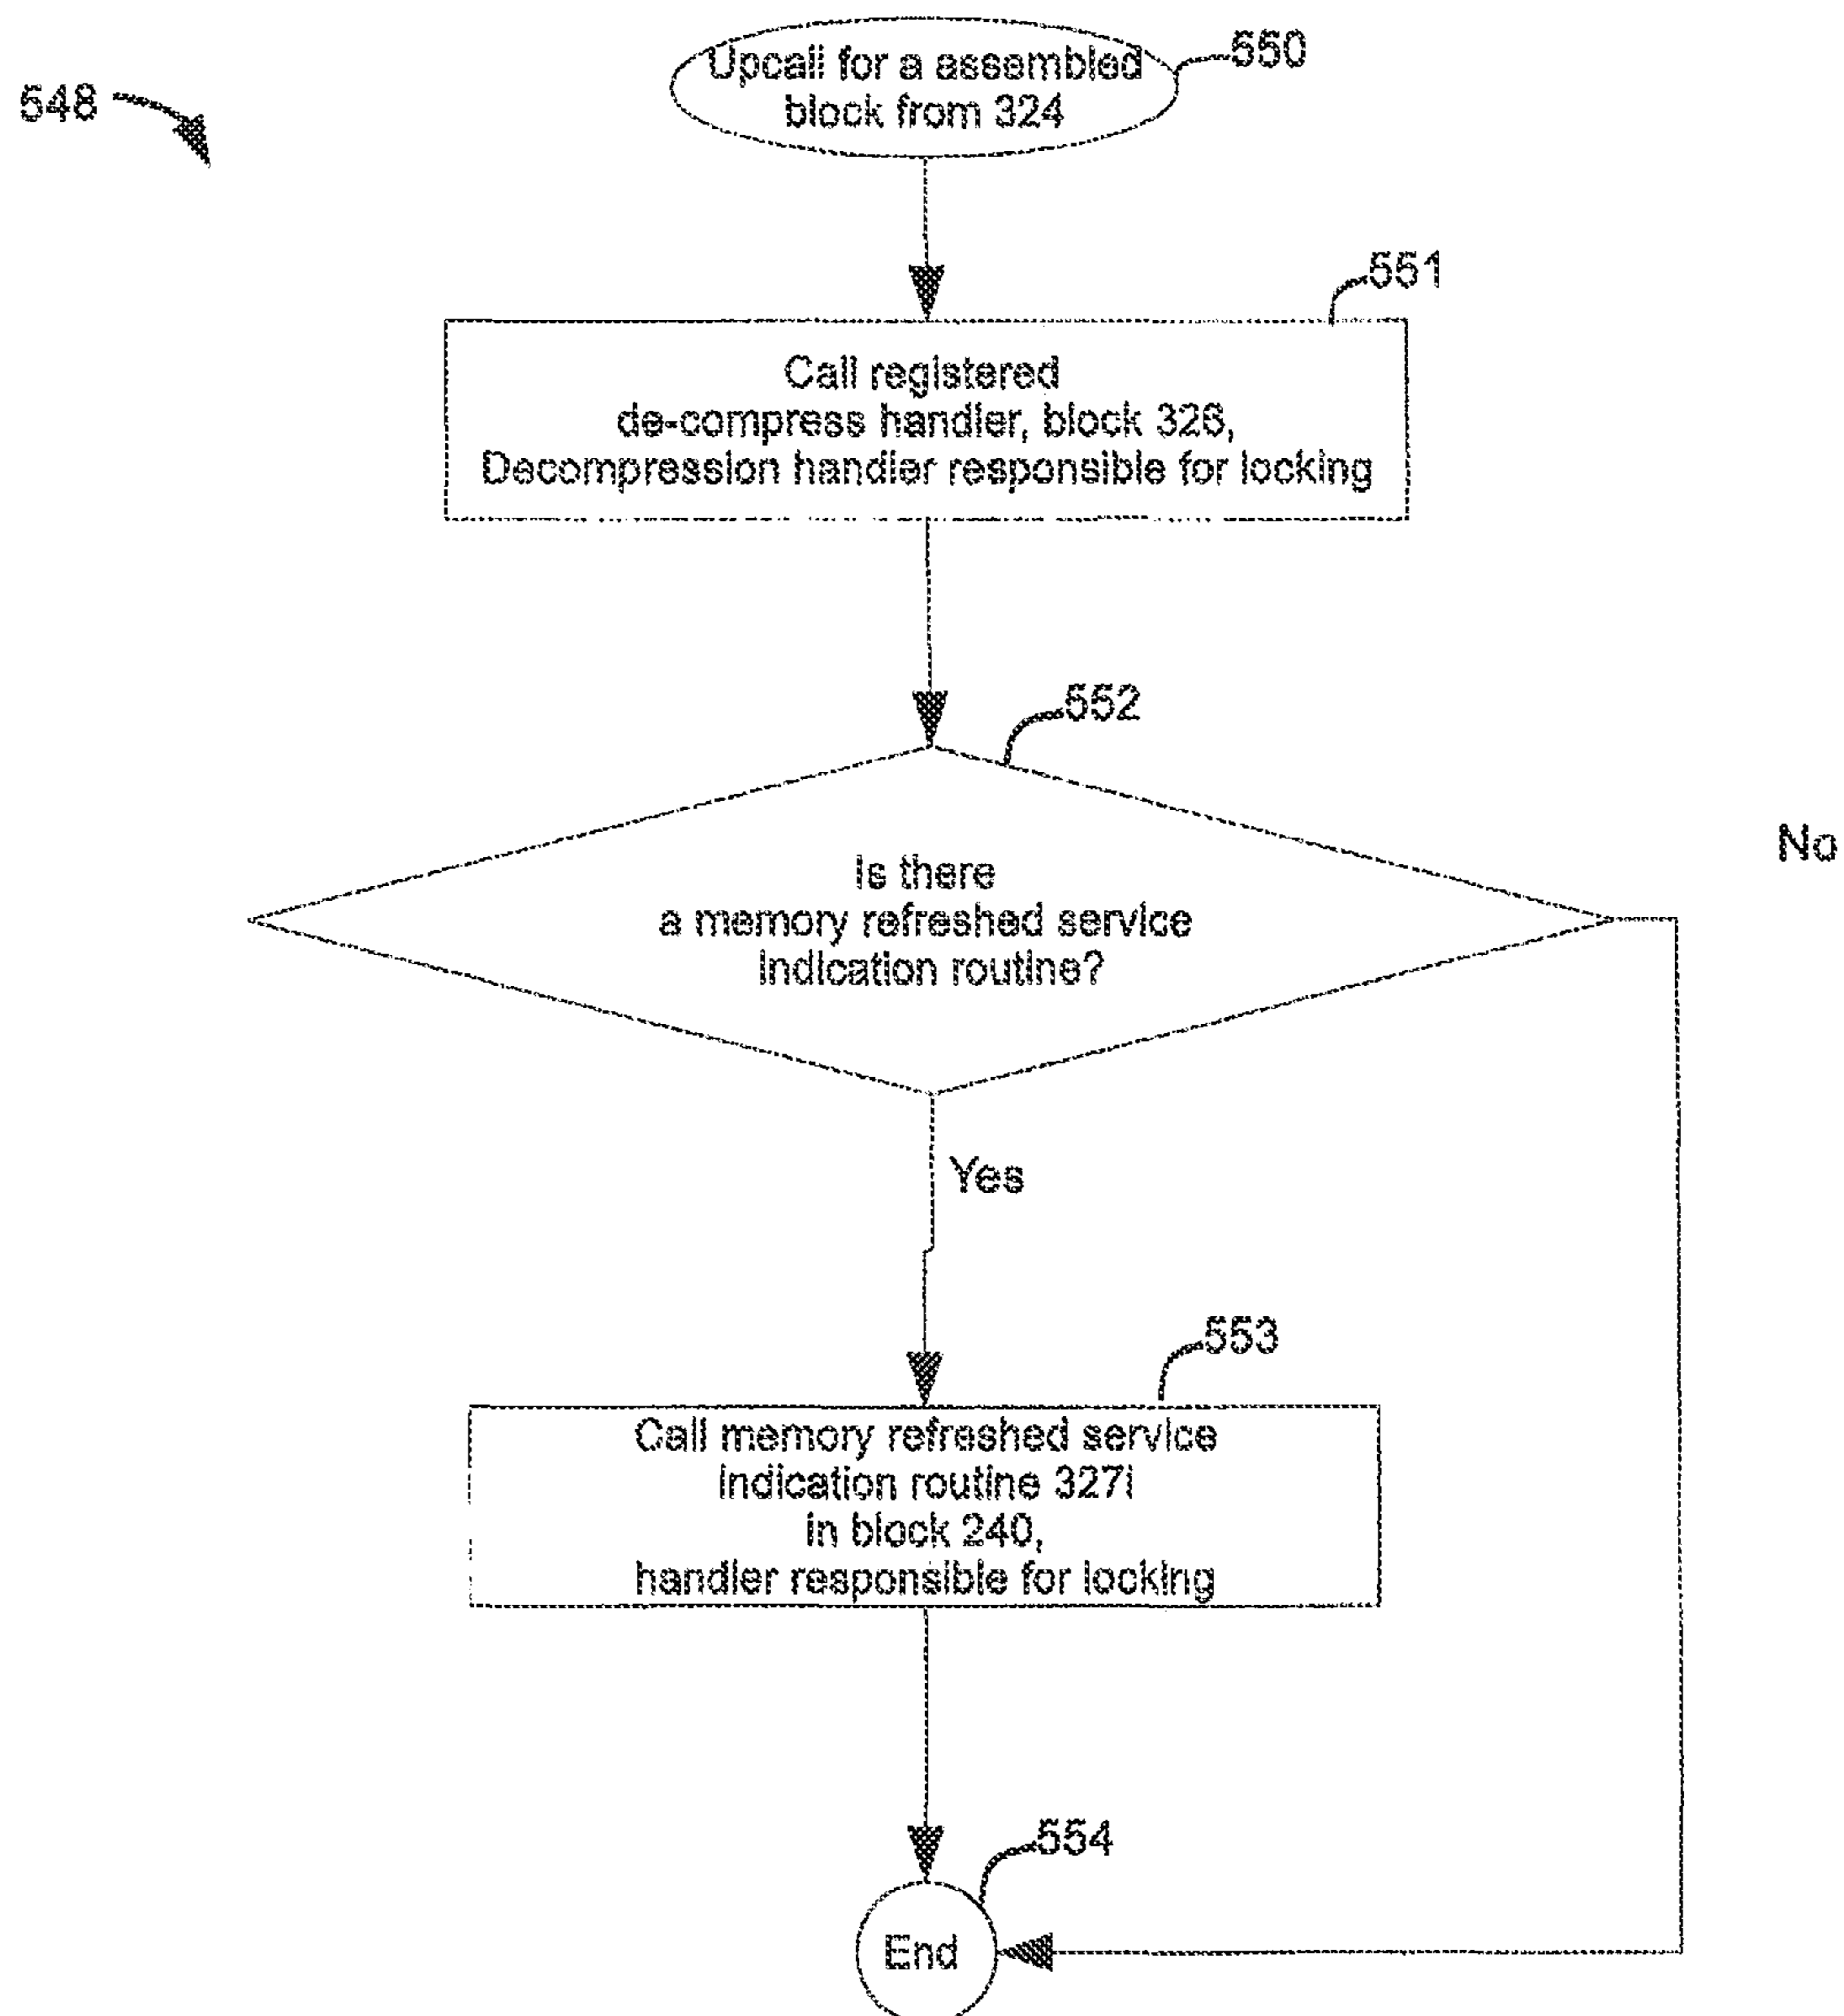 550
Upcall for a assembled
block from 324
548
551
Call registered
de-compress handler, block 326,
Decompression handler responsible for locking
552
No
Is there
a memory refreshed service
indication routine?
Yes
553
Call memory refreshed service
indication routine 327i
in block 240,
handler responsible for locking
554
End